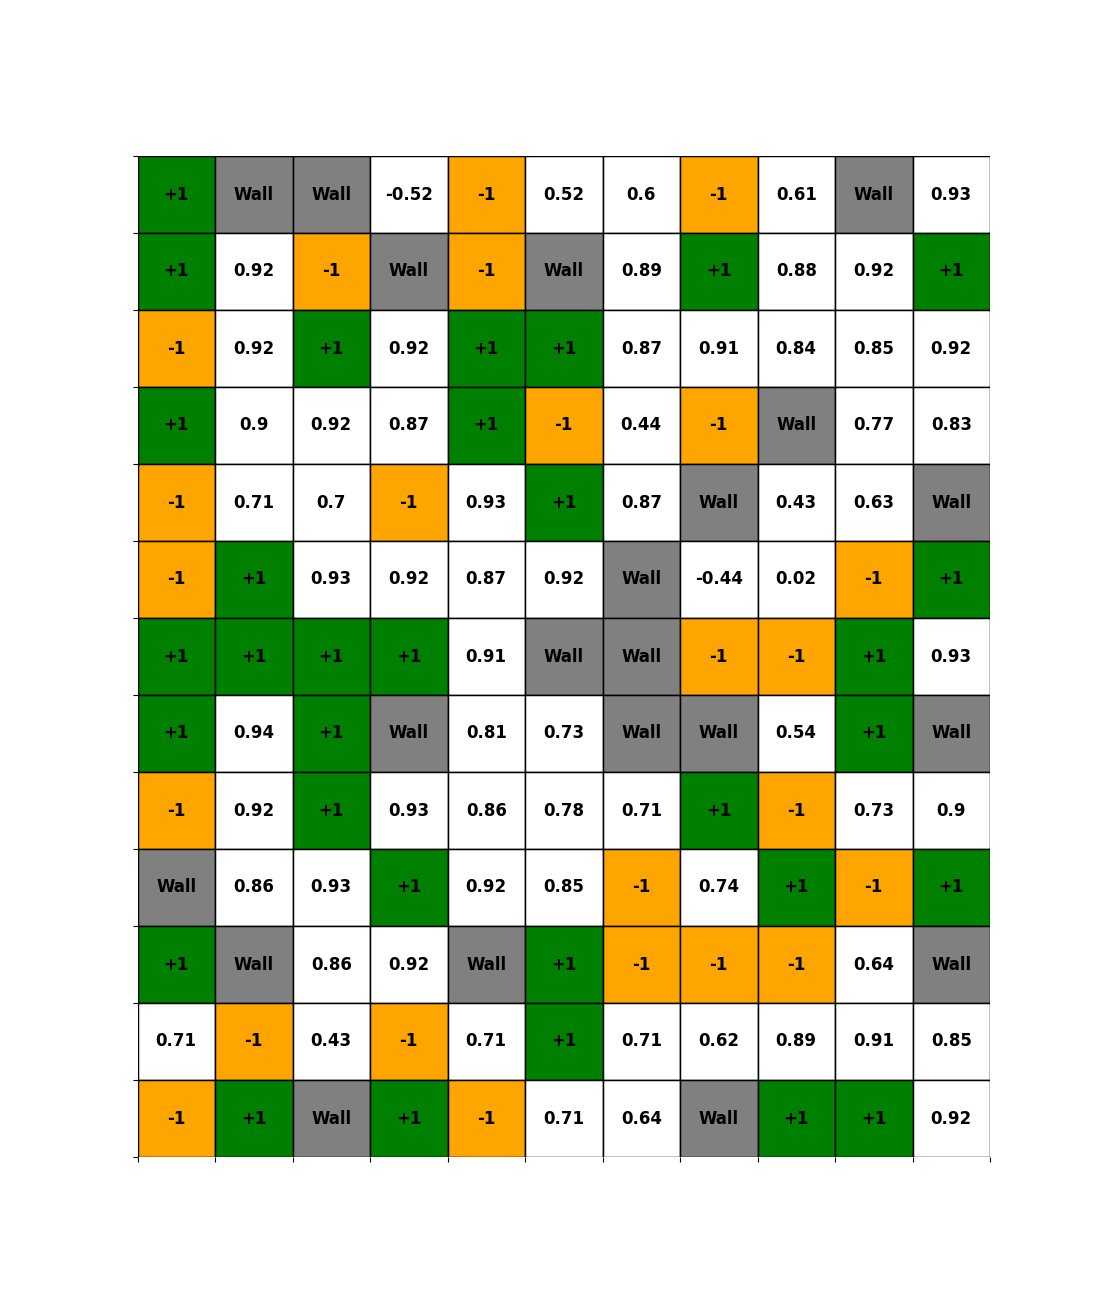 +1 Wall Wall -0.52 -1 0.52 0.6 -1 0.61 Wall 0.93
+1 0.92 -1 Wall -1 Wall 0.89 +1 0.88 0.92 +1
-1 0.92 +1 0.92 +1 +1 0.87 0.91 0.84 0.85 0.92
+1 0.9 0.92 0.87 +1 -1 0.44 -1 Wall 0.77 0.83
-1 0.71 0.7 -1 0.93 +1 0.87 Wall 0.43 0.63 Wall
-1 +1 0.93 0.92 0.87 0.92 Wall -0.44 0.02 -1 +1
+1 +1 +1 +1 0.91 Wall Wall -1 -1 +1 0.93
+1 0.94 +1 Wall 0.81 0.73 Wall Wall 0.54 +1 Wall
-1 0.92 +1 0.93 0.86 0.78 0.71 +1 -1 0.73 0.9
Wall 0.86 0.93 +1 0.92 0.85 -1 0.74 +1 -1 +1
+1 Wall 0.86 0.92 Wall +1 -1 -1 -1 0.64 Wall
0.71 -1 0.43 -1 0.71 +1 0.71 0.62 0.89 0.91 0.85
-1 +1 Wall +1 -1 0.71 0.64 Wall +1 +1 0.92